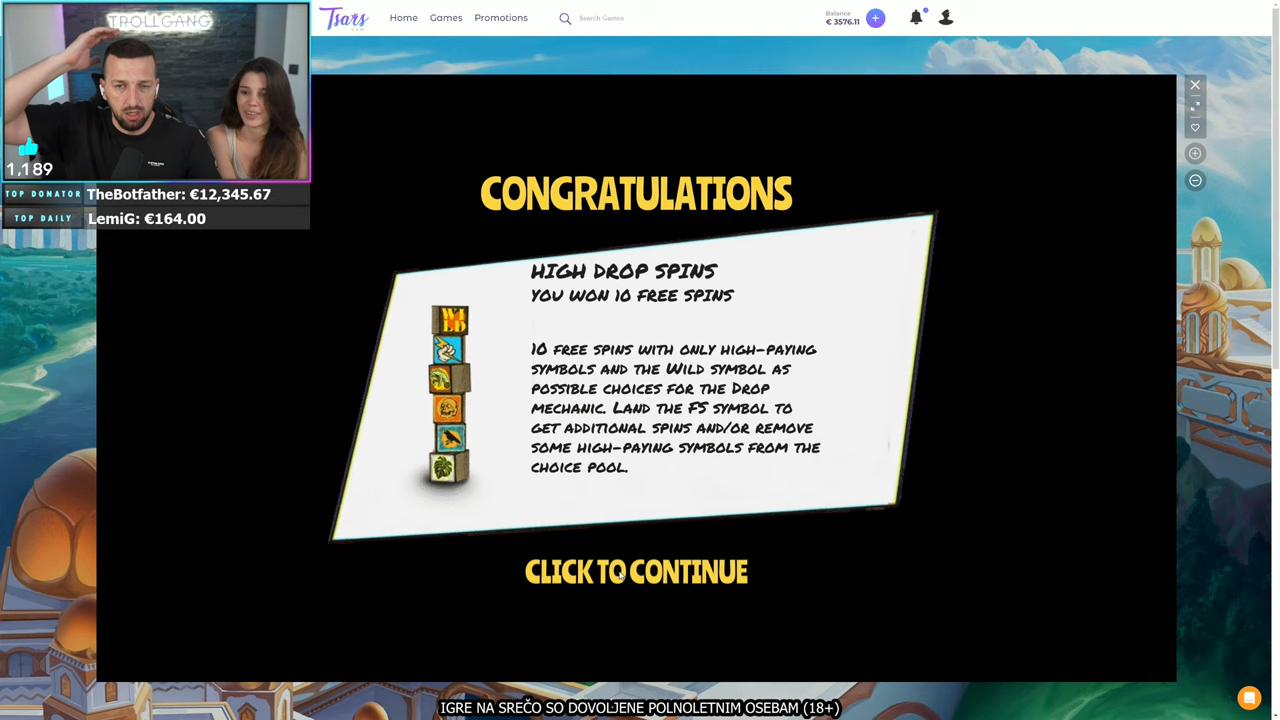 TROLLGANG
Tsars
.com
Home Games Promotions
Search Games
Balance
€ 3576.11
1,189
TOP DONATOR TheBotfather: €12,345.67
TOP DAILY LemiG: €164.00
CONGRATULATIONS
HIGH DROP SPINS
YOU WON 10 FREE SPINS
WILD
10 FREE SPINS WITH ONLY HIGH-PAYING
SYMBOLS AND THE WILD SYMBOL AS
POSSIBLE CHOICES FOR THE DROP
MECHANIC. LAND THE FS SYMBOL TO
GET ADDITIONAL SPINS AND/OR REMOVE
SOME HIGH-PAYING SYMBOLS FROM THE
CHOICE POOL.
CLICK TO CONTINUE
IGRE NA SREČO SO DOVOLJENE POLNOLETNIM OSEBAM (18+)